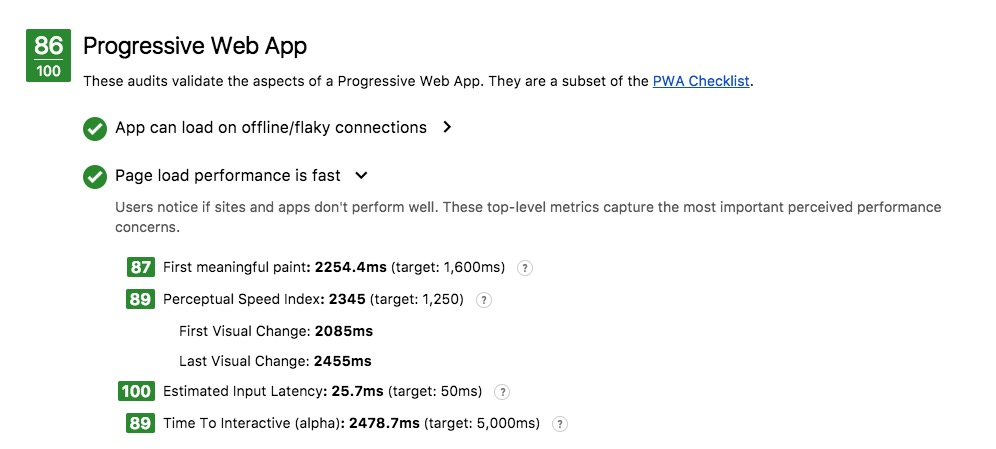 86
100
Progressive Web App
These audits validate the aspects of a Progressive Web App. They are a subset of the PWA Checklist.
App can load on offline/flaky connections
Page load performance is fast
Users notice if sites and apps don't perform well. These top-level metrics capture the most important perceived performance
concerns.
87 First meaningful paint: 2254.4ms (target: 1,600ms) ?
89 Perceptual Speed Index: 2345 (target: 1,250) ?
First Visual Change: 2085ms
Last Visual Change: 2455ms
100 Estimated Input Latency: 25.7ms (target: 50ms) ?
89 Time To Interactive (alpha): 2478.7ms (target: 5,000ms) ?